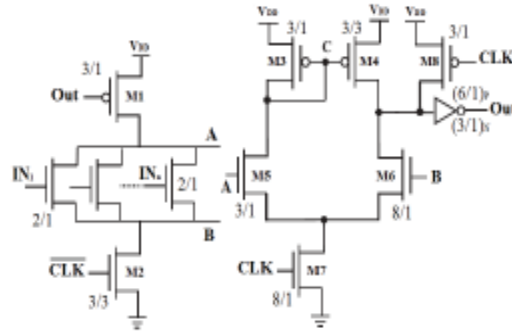 VDD
3/1
Out
M1
A
IN1
INn
2/1
2/1
B
CLK
M2
3/3
VDD
3/1
M3
C
VDD
3/3
M4
VDD
3/1
M8
CLK
(6/1)P
(3/1)N
Out
A
M5
3/1
M6
B
8/1
CLK
M7
8/1